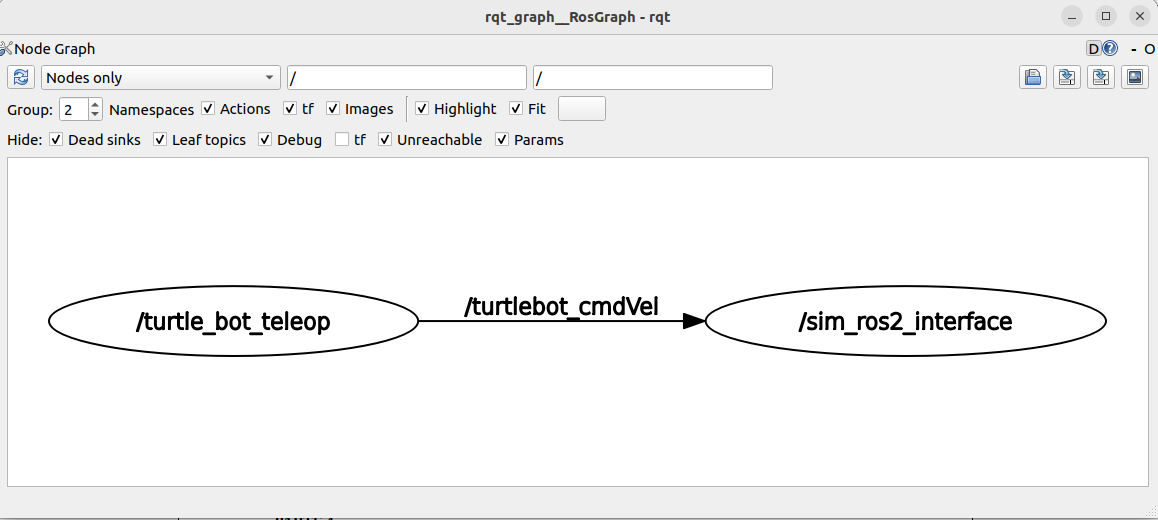 rqt_graph__RosGraph - rqt
Node Graph D ? - O
Nodes only / /
Group: 2 Namespaces Actions tf Images Highlight Fit
Hide: Dead sinks Leaf topics Debug tf Unreachable Params
/turtle_bot_teleop /turtlebot_cmdVel /sim_ros2_interface